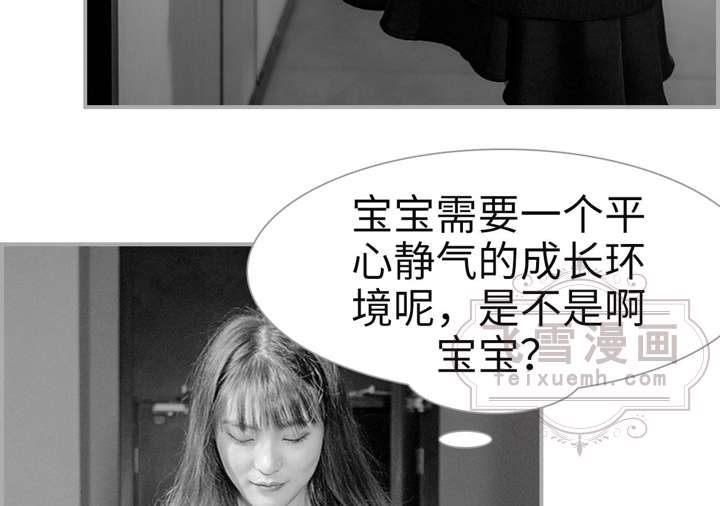 宝宝需要一个平
心静气的成长环
境呢，是不是啊
宝宝？
飞雪漫画
feixuemh.com